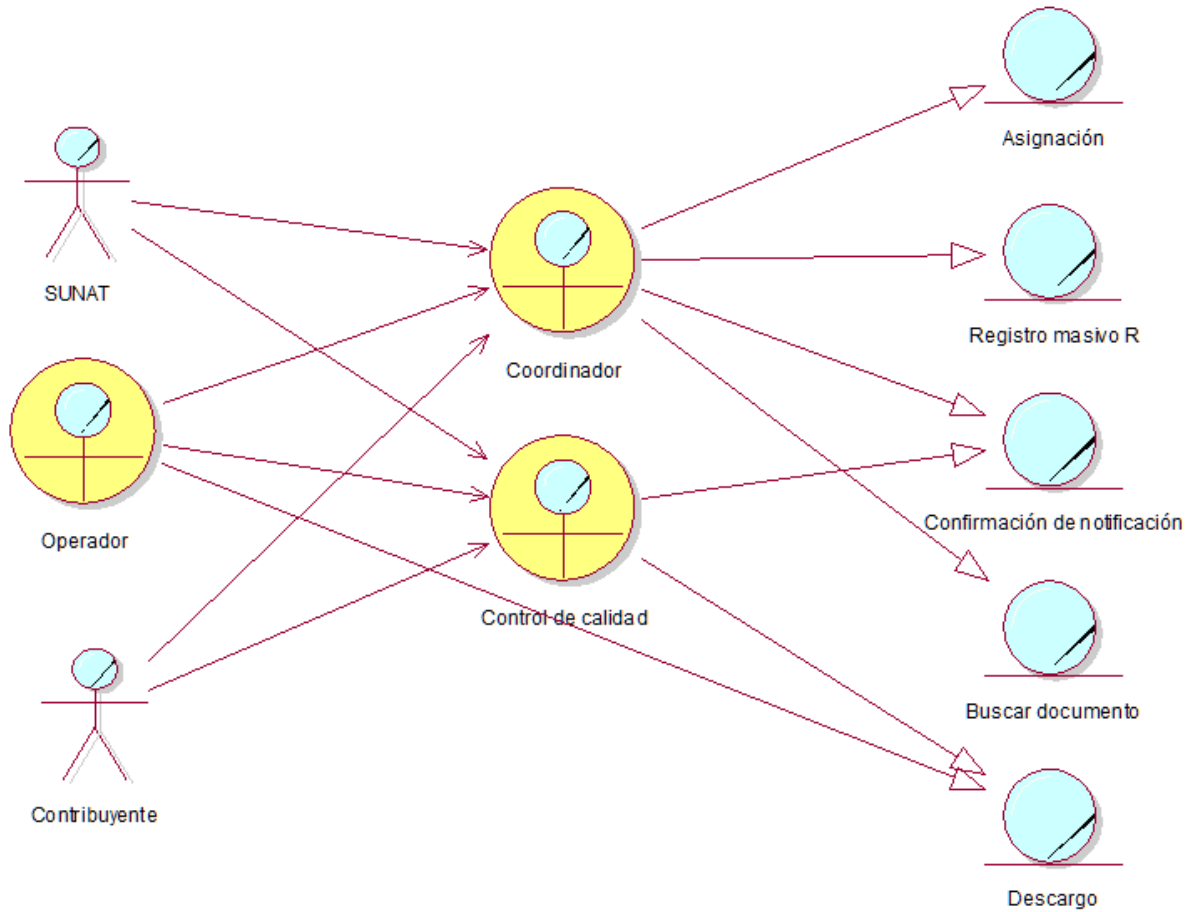 SUNAT
Operador
Contribuyente
Coordinador
Control de calidad
Asignación
Registro masivo R
Confirmación de notificación
Buscar documento
Descargo